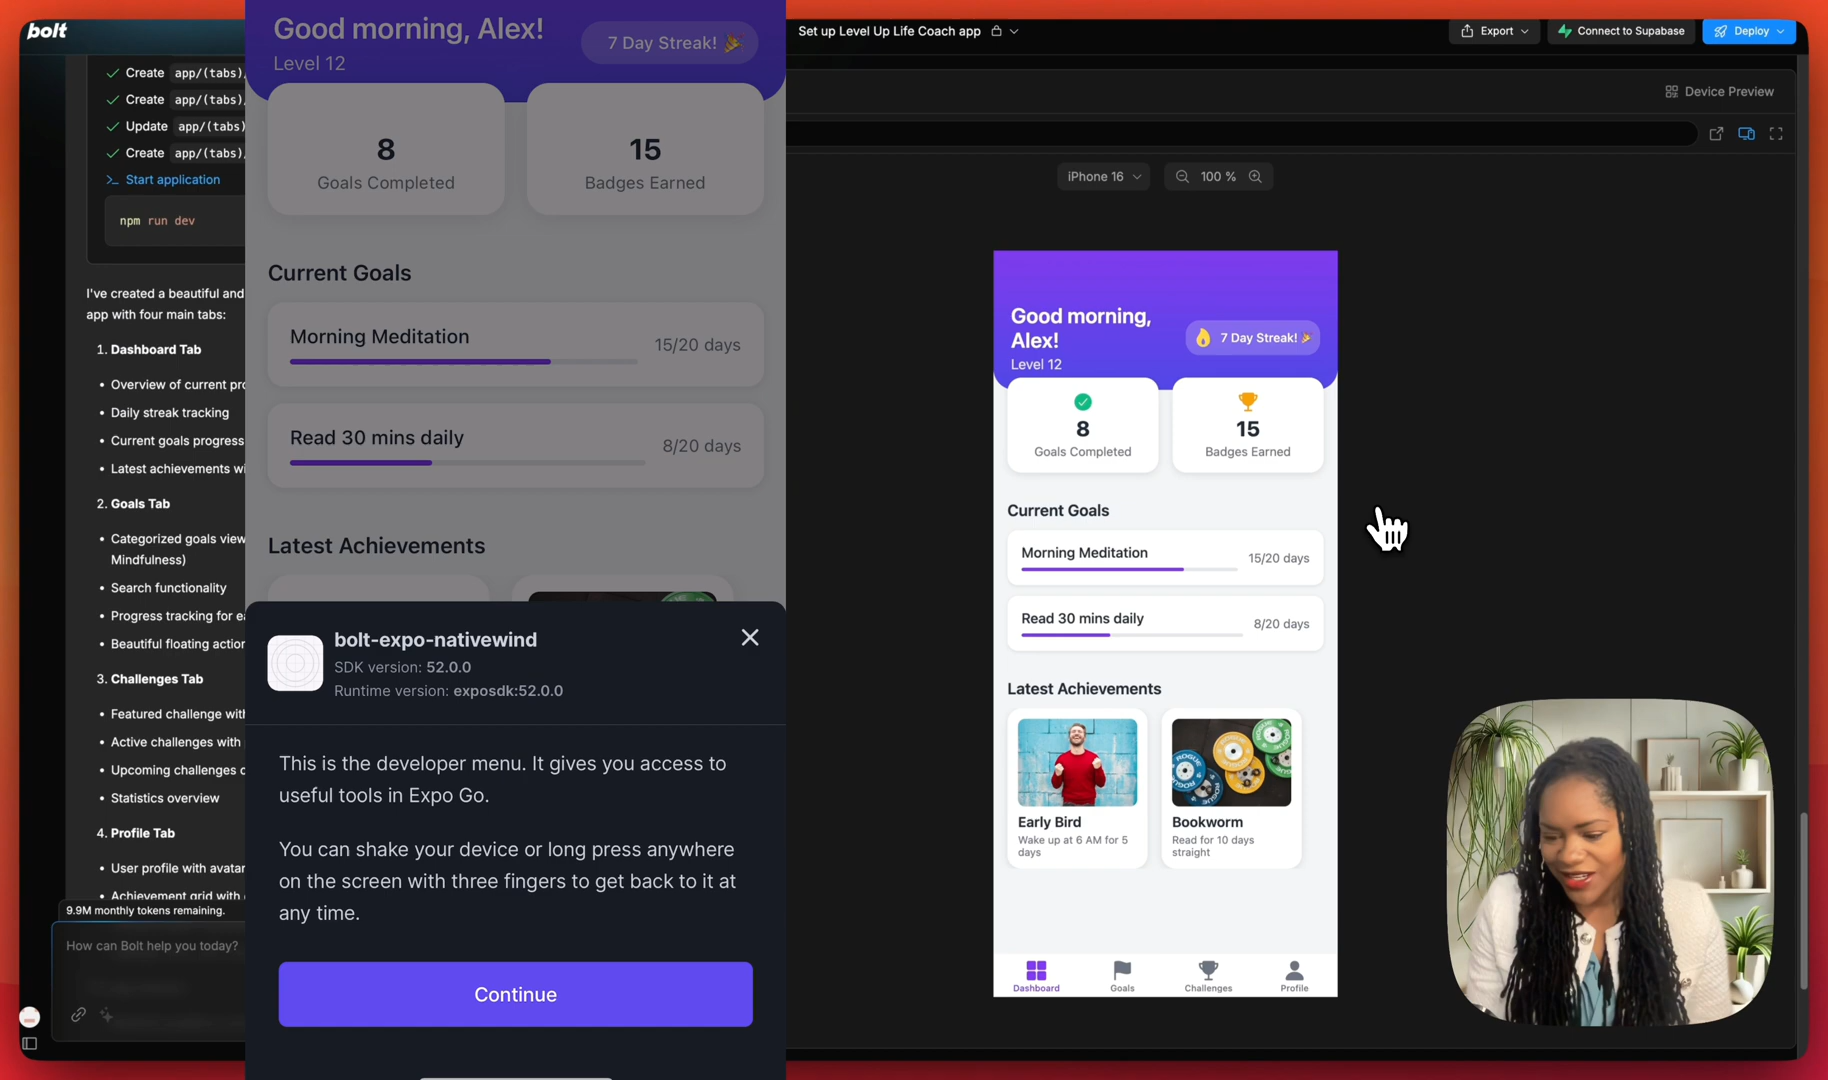 bolt
Set up Level Up Life Coach app
Export
Connect to Supabase
Deploy
Create app/(tabs)/
Create app/(tabs)/
Update app/(tabs)
Create app/(tabs)/
Start application
npm run dev
I've created a beautiful and
app with four main tabs:
1. Dashboard Tab
• Overview of current pro
• Daily streak tracking
• Current goals progress
• Latest achievements wi
2. Goals Tab
• Categorized goals view
Mindfulness)
• Search functionality
• Progress tracking for ea
• Beautiful floating action
3. Challenges Tab
• Featured challenge with
• Active challenges with
• Upcoming challenges c
• Statistics overview
4. Profile Tab
• User profile with avatar
• Achievement grid with
9.9M monthly tokens remaining.
How can Bolt help you today?
Good morning, Alex!
Level 12
7 Day Streak! 🎉
8
Goals Completed
15
Badges Earned
Current Goals
Morning Meditation
15/20 days
Read 30 mins daily
8/20 days
Latest Achievements
bolt-expo-nativewind
SDK version: 52.0.0
Runtime version: exposdk:52.0.0
This is the developer menu. It gives you access to
useful tools in Expo Go.
You can shake your device or long press anywhere
on the screen with three fingers to get back to it at
any time.
Continue
Device Preview
iPhone 16
100 %
Good morning,
Alex!
Level 12
7 Day Streak! 🎉
8
Goals Completed
15
Badges Earned
Current Goals
Morning Meditation
15/20 days
Read 30 mins daily
8/20 days
Latest Achievements
ROGUE
ROGUE
Early Bird
Wake up at 6 AM for 5
days
Bookworm
Read for 10 days
straight
Dashboard
Goals
Challenges
Profile